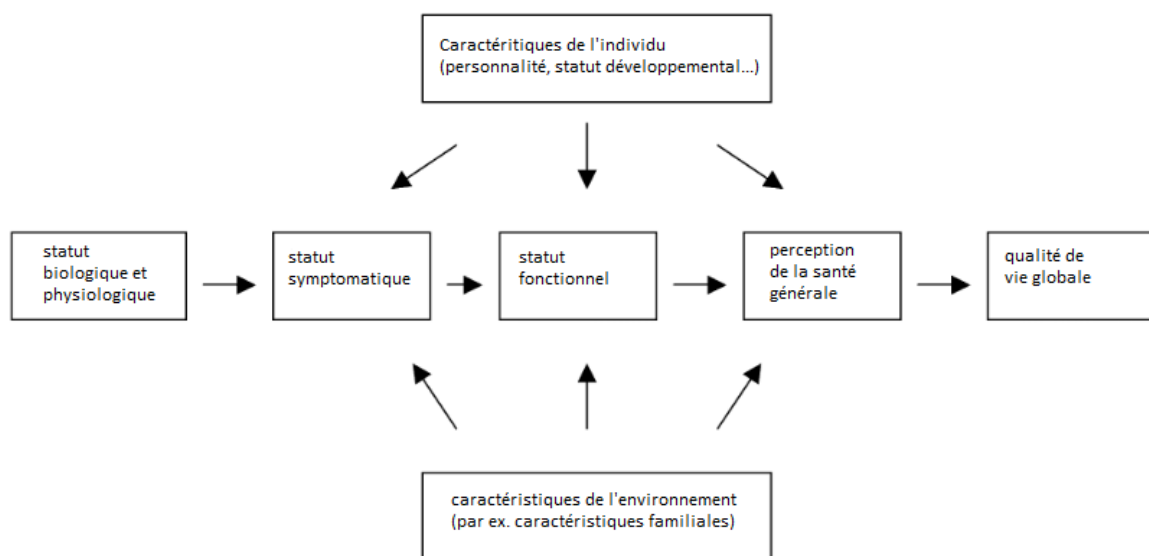 Caractéritiques de l'individu
(personnalité, statut développemental...)
statut
biologique et
physiologique
statut
symptomatique
statut
fonctionnel
perception
de la santé
générale
qualité de
vie globale
caractéristiques de l'environnement
(par ex. caractéristiques familiales)